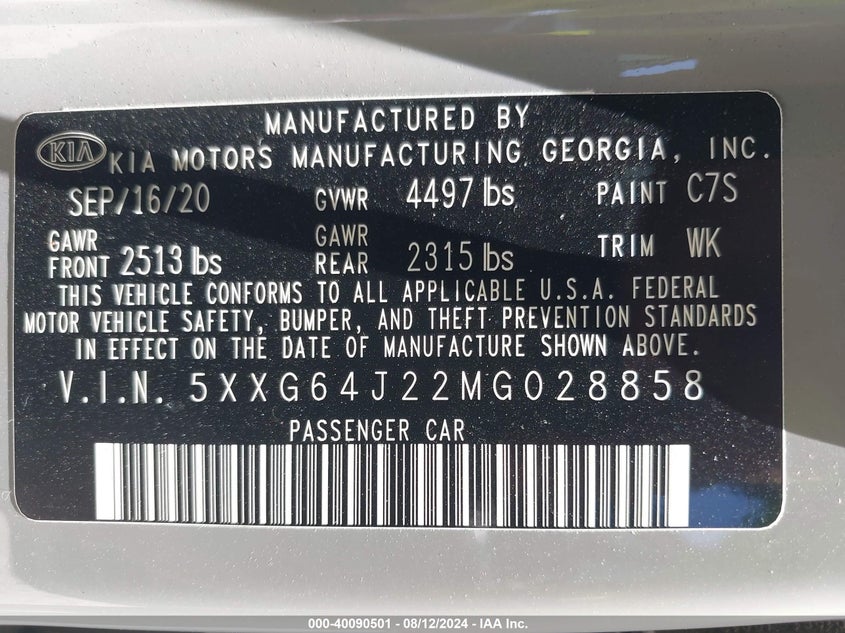 MANUFACTURED BY
KIA KIA MOTORS MANUFACTURING GEORGIA, INC.
SEP/16/20 GVWR 4497 lbs PAINT C7S
GAWR FRONT 2513 lbs GAWR REAR 2315 lbs TRIM WK
THIS VEHICLE CONFORMS TO ALL APPLICABLE U.S.A. FEDERAL
MOTOR VEHICLE SAFETY, BUMPER, AND THEFT PREVENTION STANDARDS
IN EFFECT ON THE DATE OF MANUFACTURE SHOWN ABOVE.
V.I.N. 5XXG64J22MG028858
PASSENGER CAR
000-40090501 - 08/12/2024 - IAA Inc.